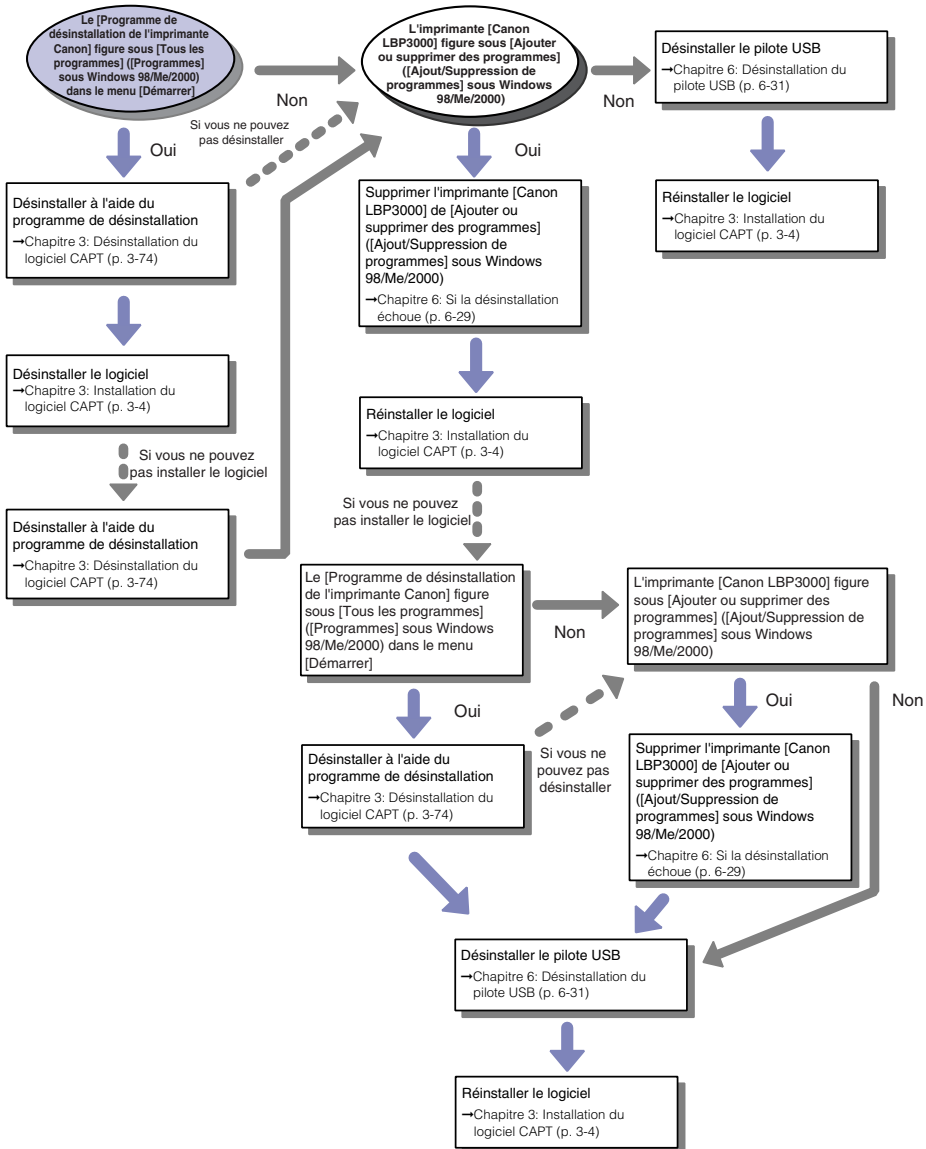 Le [Programme de
désinstallation de l'imprimante
Canon] figure sous [Tous les
programmes] ([Programmes]
sous Windows 98/Me/2000)
dans le menu [Démarrer]
Non
Si vous ne pouvez
pas désinstaller
Oui
L'imprimante [Canon
LBP3000] figure sous [Ajouter
ou supprimer des programmes]
([Ajout/Suppression de
programmes] sous Windows
98/Me/2000)
Non
Oui
Désinstaller le pilote USB
→Chapitre 6: Désinstallation du
pilote USB (p. 6-31)
Réinstaller le logiciel
→Chapitre 3: Installation du
logiciel CAPT (p. 3-4)
Désinstaller à l'aide du
programme de désinstallation
→Chapitre 3: Désinstallation du
logiciel CAPT (p. 3-74)
Désinstaller le logiciel
→Chapitre 3: Installation du
logiciel CAPT (p. 3-4)
Si vous ne pouvez
pas installer le logiciel
Désinstaller à l'aide du
programme de désinstallation
→Chapitre 3: Désinstallation du
logiciel CAPT (p. 3-74)
Supprimer l'imprimante [Canon
LBP3000] de [Ajouter ou
supprimer des programmes]
([Ajout/Suppression de
programmes] sous Windows
98/Me/2000)
→Chapitre 6: Si la désinstallation
échoue (p. 6-29)
Réinstaller le logiciel
→Chapitre 3: Installation du
logiciel CAPT (p. 3-4)
Si vous ne pouvez
pas installer le logiciel
Le [Programme de désinstallation
de l'imprimante Canon] figure
sous [Tous les programmes]
([Programmes] sous Windows
98/Me/2000) dans le menu
[Démarrer]
Non
Oui
L'imprimante [Canon LBP3000] figure
sous [Ajouter ou supprimer des
programmes] ([Ajout/Suppression de
programmes] sous Windows
98/Me/2000)
Oui
Non
Désinstaller à l'aide du
programme de désinstallation
→Chapitre 3: Désinstallation du
logiciel CAPT (p. 3-74)
Si vous ne
pouvez pas
désinstaller
Supprimer l'imprimante [Canon
LBP3000] de [Ajouter ou
supprimer des programmes]
([Ajout/Suppression de
programmes] sous Windows
98/Me/2000)
→Chapitre 6: Si la désinstallation
échoue (p. 6-29)
Désinstaller le pilote USB
→Chapitre 6: Désinstallation du
pilote USB (p. 6-31)
Réinstaller le logiciel
→Chapitre 3: Installation du
logiciel CAPT (p. 3-4)